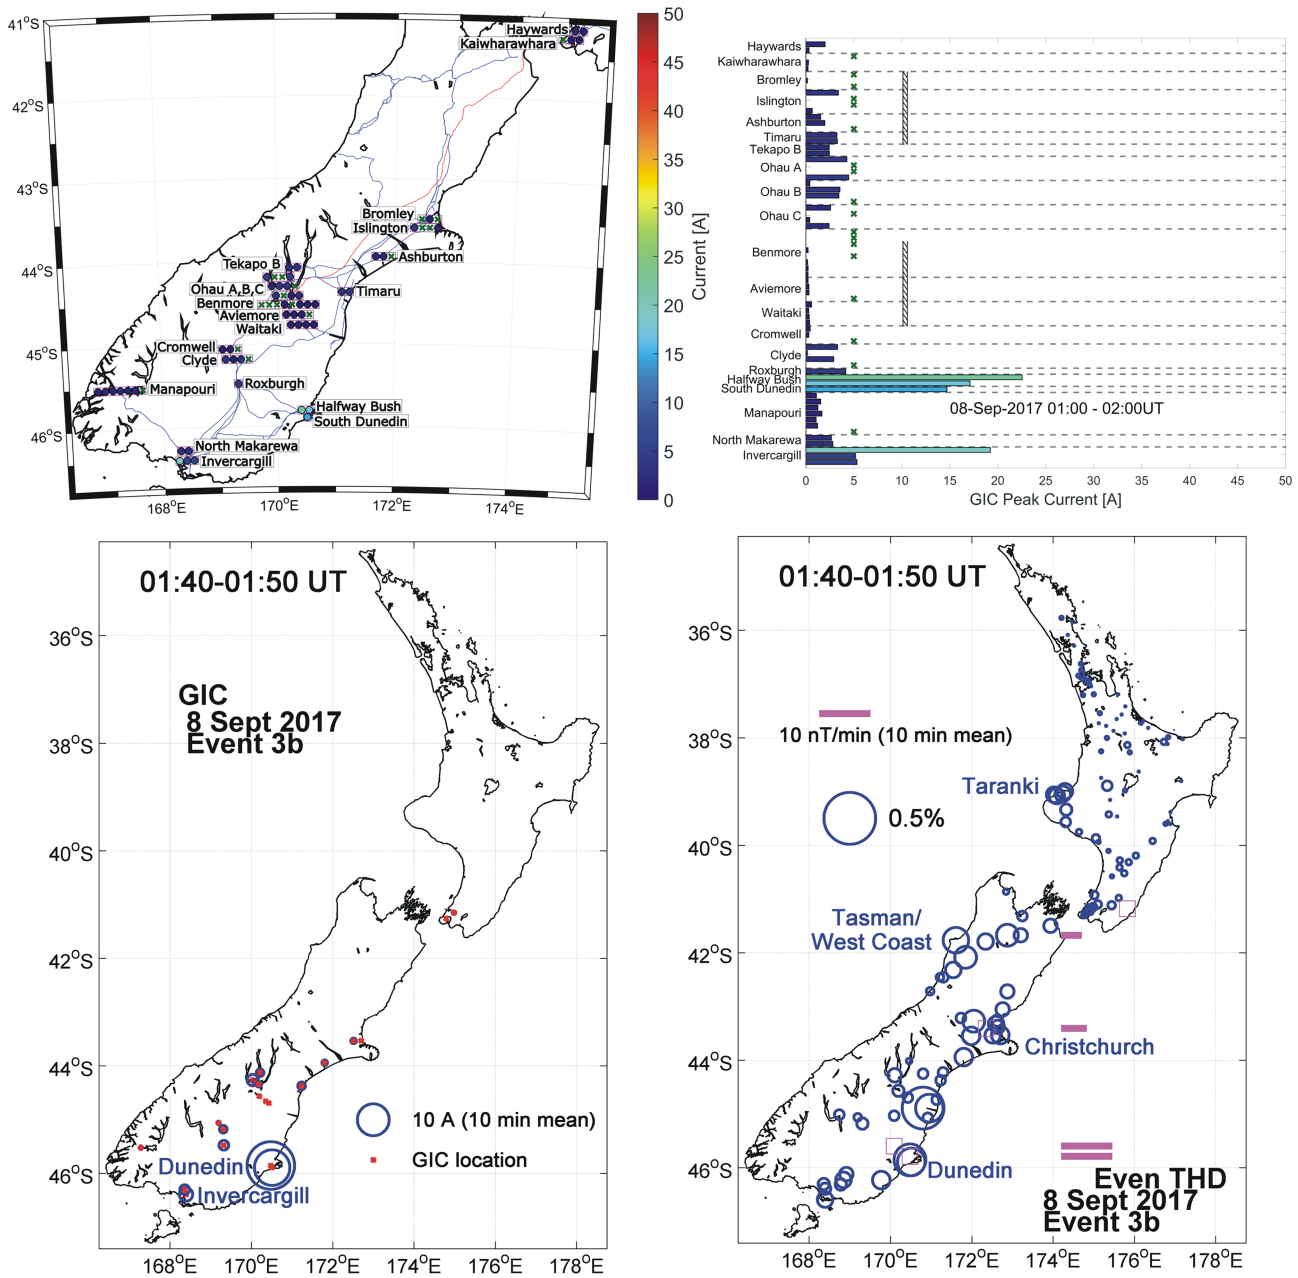 41°S
42°S
43°S
44°S
45°S
46°S
168°E
170°E
172°E
174°E
Haywards
Kaiwharawhara
Bromley
Islington
Ashburton
Tekapo B
Ohau A,B,C
Timaru
Benmore
Aviemore
Waitaki
Cromwell
Clyde
Manapouri
Roxburgh
Halfway Bush
South Dunedin
North Makarewa
Invercargill
50
45
40
35
30
25
20
15
10
5
0
Current [A]
Haywards
Kaiwharawhara
Bromley
Islington
Ashburton
Timaru
Tekapo B
Ohau A
Ohau B
Ohau C
Benmore
Aviemore
Waitaki
Cromwell
Clyde
Roxburgh
Halfway Bush
South Dunedin
Manapouri
North Makarewa
Invercargill
08-Sep-2017 01:00 - 02:00UT
0 5 10 15 20 25 30 35 40 45 50
GIC Peak Current [A]
01:40-01:50 UT
GIC
8 Sept 2017
Event 3b
36°S
38°S
40°S
42°S
44°S
46°S
10 A (10 min mean)
GIC location
Dunedin
Invercargill
168°E 170°E 172°E 174°E 176°E 178°E
01:40-01:50 UT
10 nT/min (10 min mean)
0.5%
Taranki
Tasman/
West Coast
Christchurch
Dunedin
Even THD
8 Sept 2017
Event 3b
36°S
38°S
40°S
42°S
44°S
46°S
168°E 170°E 172°E 174°E 176°E 178°E